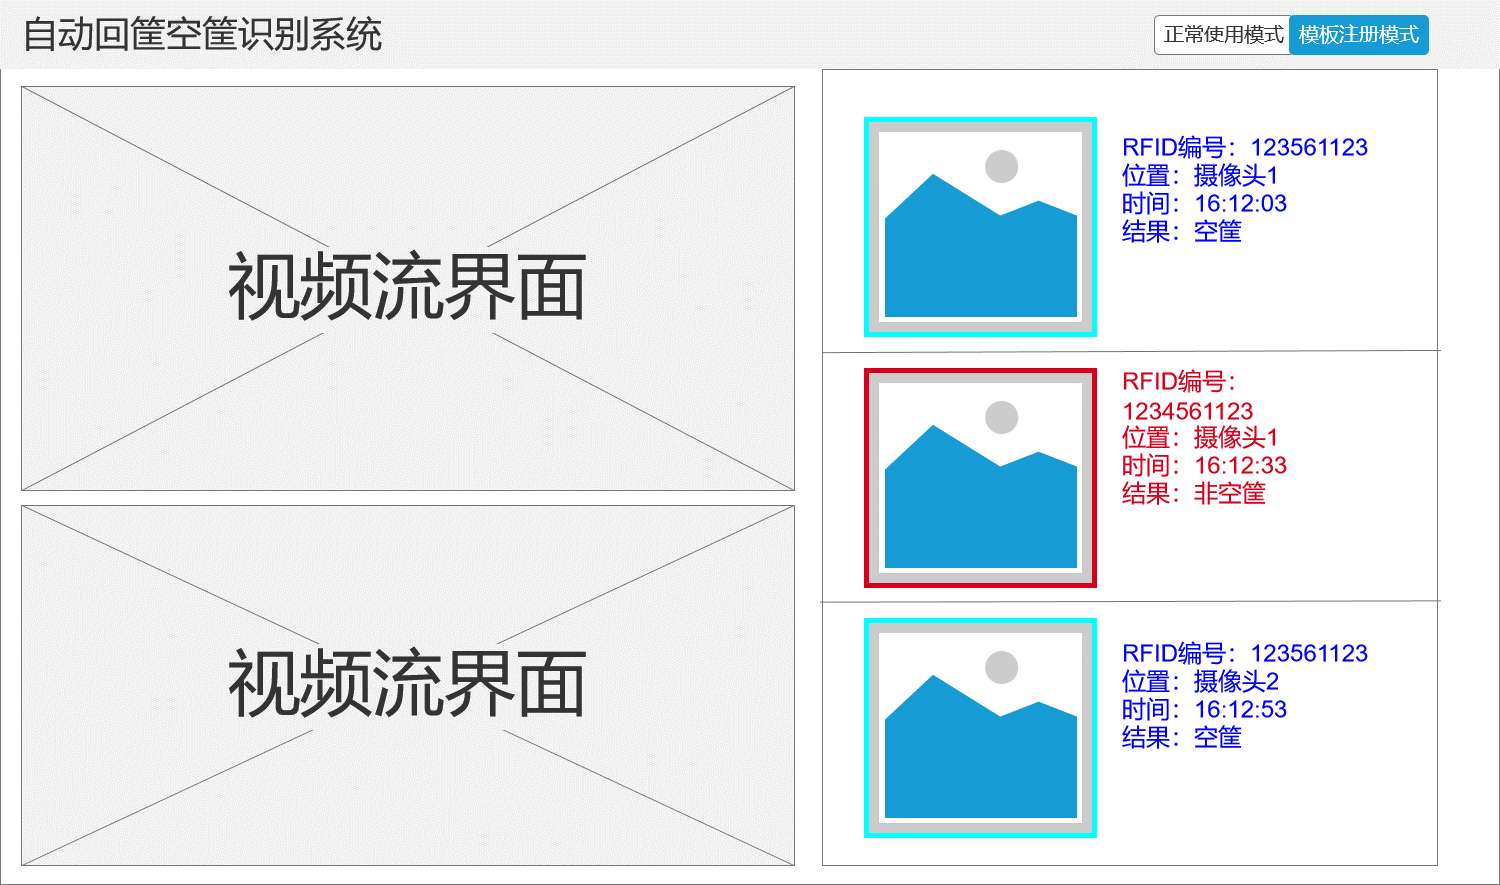 自动回筐空筐识别系统
正常使用模式
模板注册模式
视频流界面
视频流界面
RFID编号：123561123
位置：摄像头1
时间：16:12:03
结果：空筐
RFID编号：
1234561123
位置：摄像头1
时间：16:12:33
结果：非空筐
RFID编号：123561123
位置：摄像头2
时间：16:12:53
结果：空筐